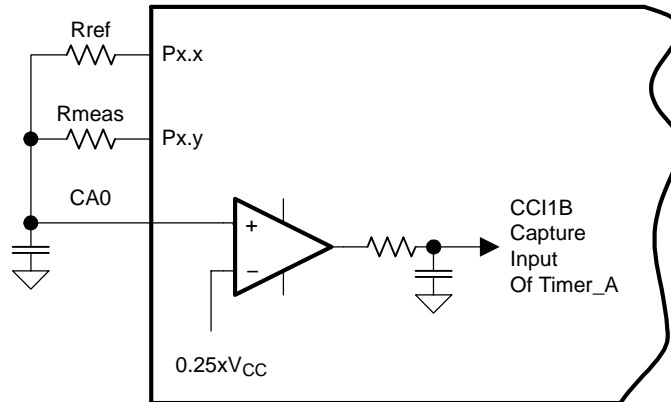 Rref
Px.x
Rmeas
Px.y
CA0
+
−
CCI1B
Capture
Input
Of Timer_A
0.25xVCC